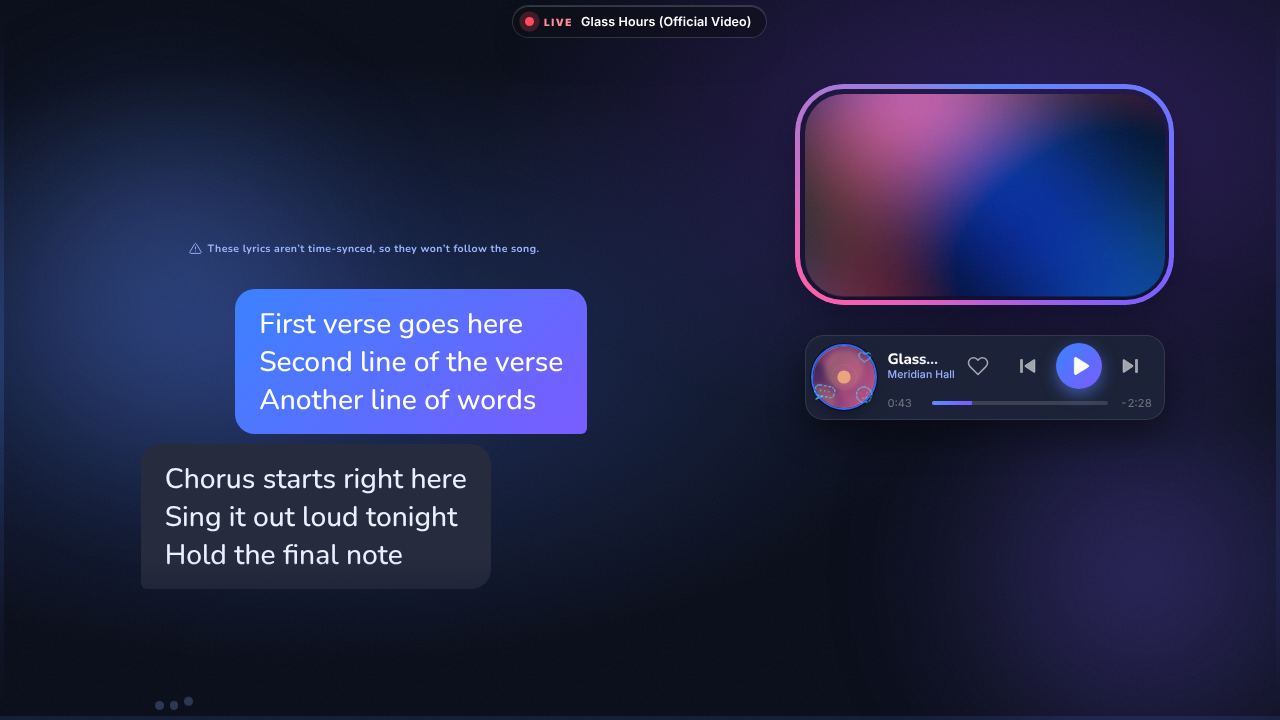 LIVE Glass Hours (Official Video)
These lyrics aren't time-synced, so they won't follow the song.
First verse goes here
Second line of the verse
Another line of words
Chorus starts right here
Sing it out loud tonight
Hold the final note
Glass...
Meridian Hall
0:43
-2:28